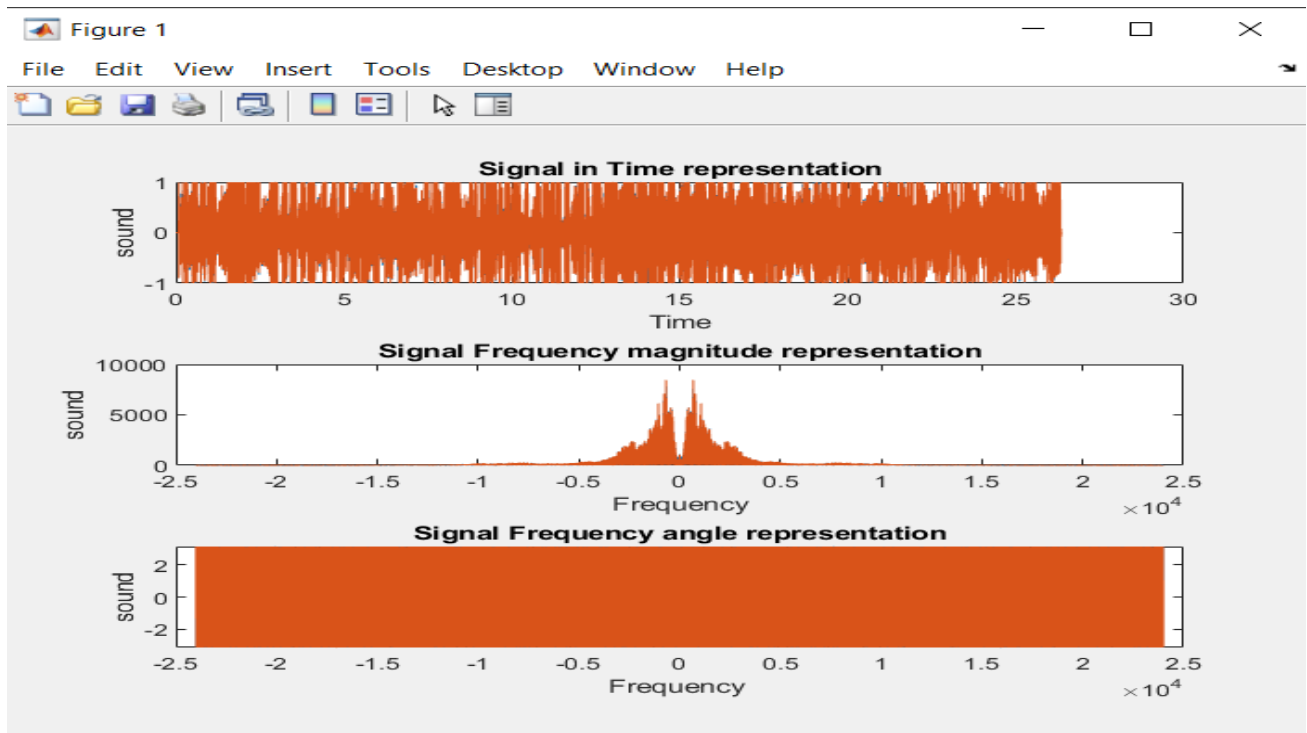 Figure 1
File Edit View Insert Tools Desktop Window Help
Signal in Time representation
1
0
-1
sound
0 5 10 15 20 25 30
Time
Signal Frequency magnitude representation
10000
5000
0
sound
-2.5 -2 -1.5 -1 -0.5 0 0.5 1 1.5 2 2.5
Frequency
×10⁴
Signal Frequency angle representation
2
0
-2
sound
-2.5 -2 -1.5 -1 -0.5 0 0.5 1 1.5 2 2.5
Frequency
×10⁴